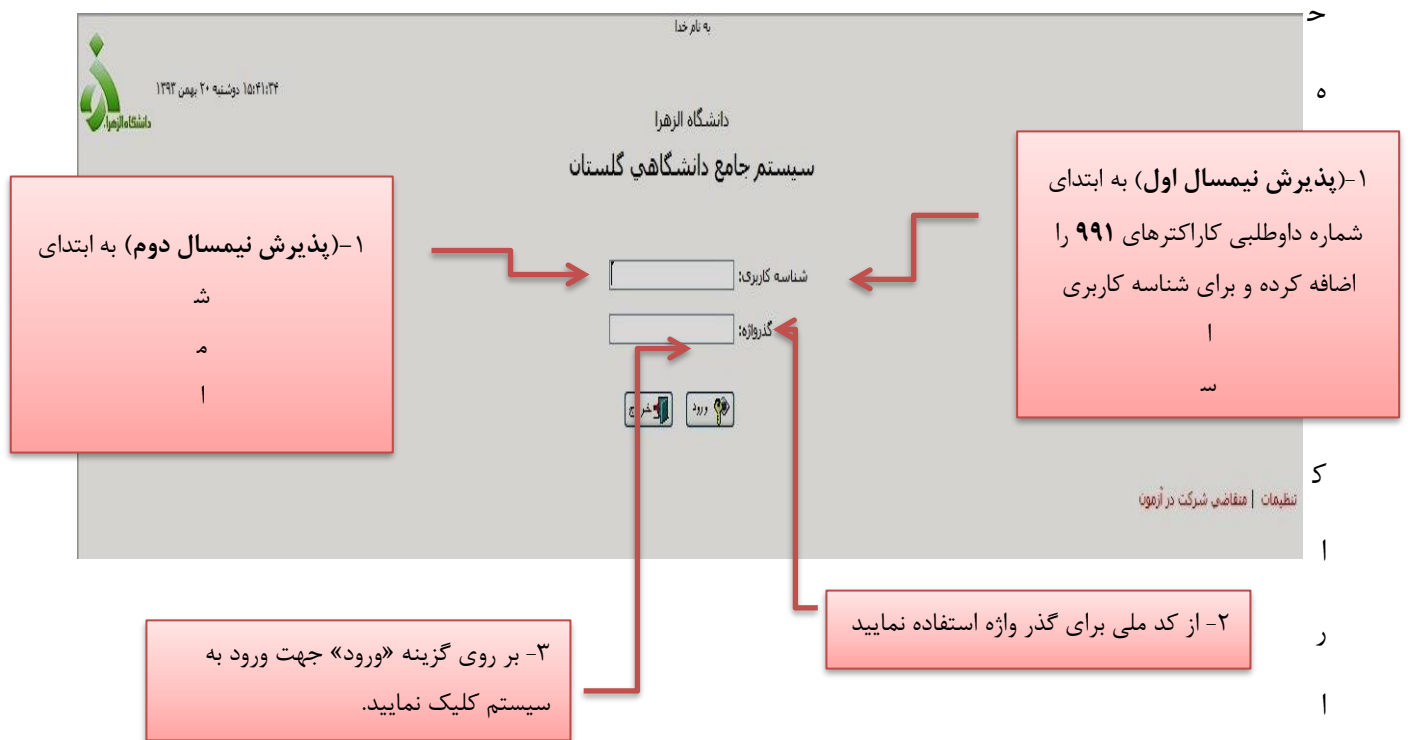 به نام خدا
۱۵:۴۱:۳۴ دوشنبه ۲۰ بهمن ۱۳۹۳
دانشگاه الزهرا
دانشگاه الزهرا
سیستم جامع دانشگاهي گلستان
۱-(پذیرش نیمسال اول) به ابتدای
شماره داوطلبی کاراکترهای ۹۹۱ را
اضافه کرده و برای شناسه کاربری
ا
س
۱-(پذیرش نیمسال دوم) به ابتدای
ش
م
ا
شناسه کاربری:
گذرواژه:
ورود
خروج
تنظیمات | متقاضی شرکت در آزمون
۲- از کد ملی برای گذر واژه استفاده نمایید
۳- بر روی گزینه «ورود» جهت ورود به
سیستم کلیک نمایید.
ح
ه
ک
ا
ر
ا